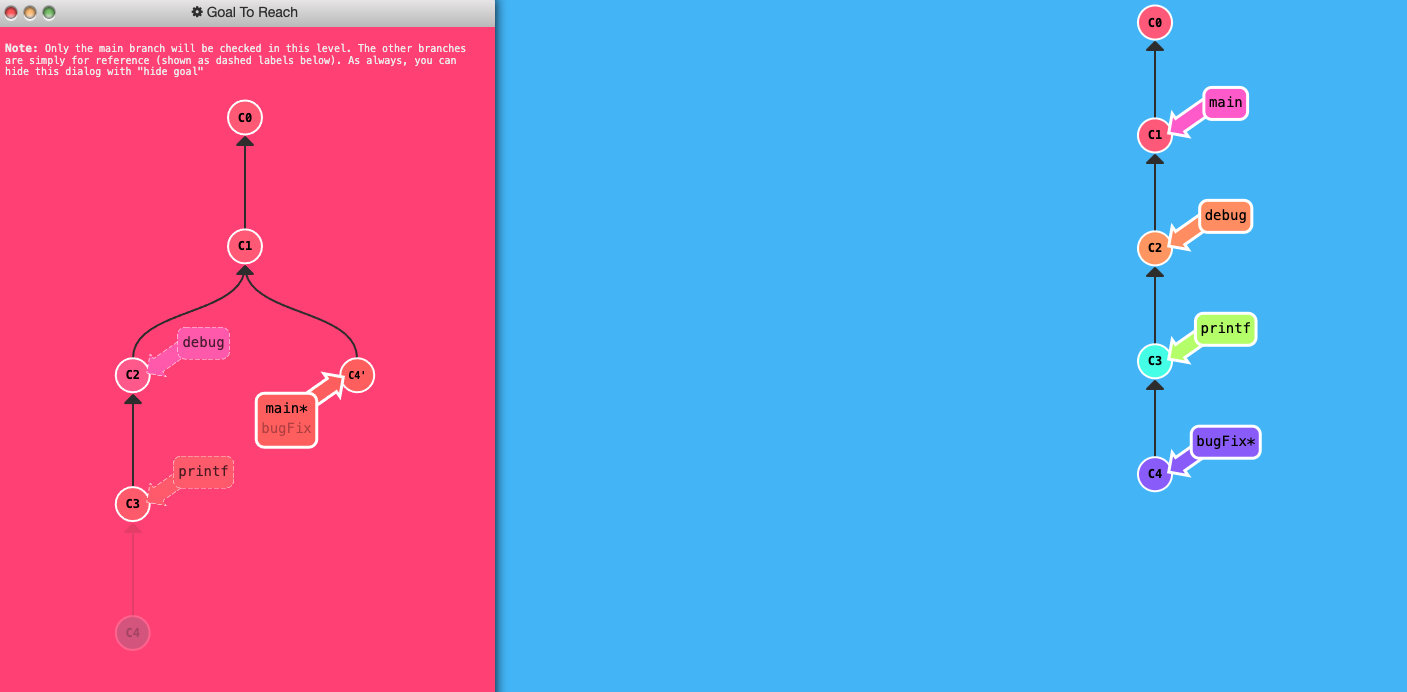 Goal To Reach
Note: Only the main branch will be checked in this level. The other branches
are simply for reference (shown as dashed labels below). As always, you can
hide this dialog with "hide goal"
C0
C1
debug
C2
C4'
main*
bugFix
printf
C3
C4
C0
main
C1
debug
C2
printf
C3
bugFix*
C4